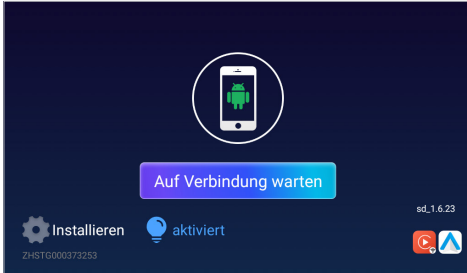 Auf Verbindung warten
sd_1.6.23
Installieren
aktiviert
ZHSTG000373253